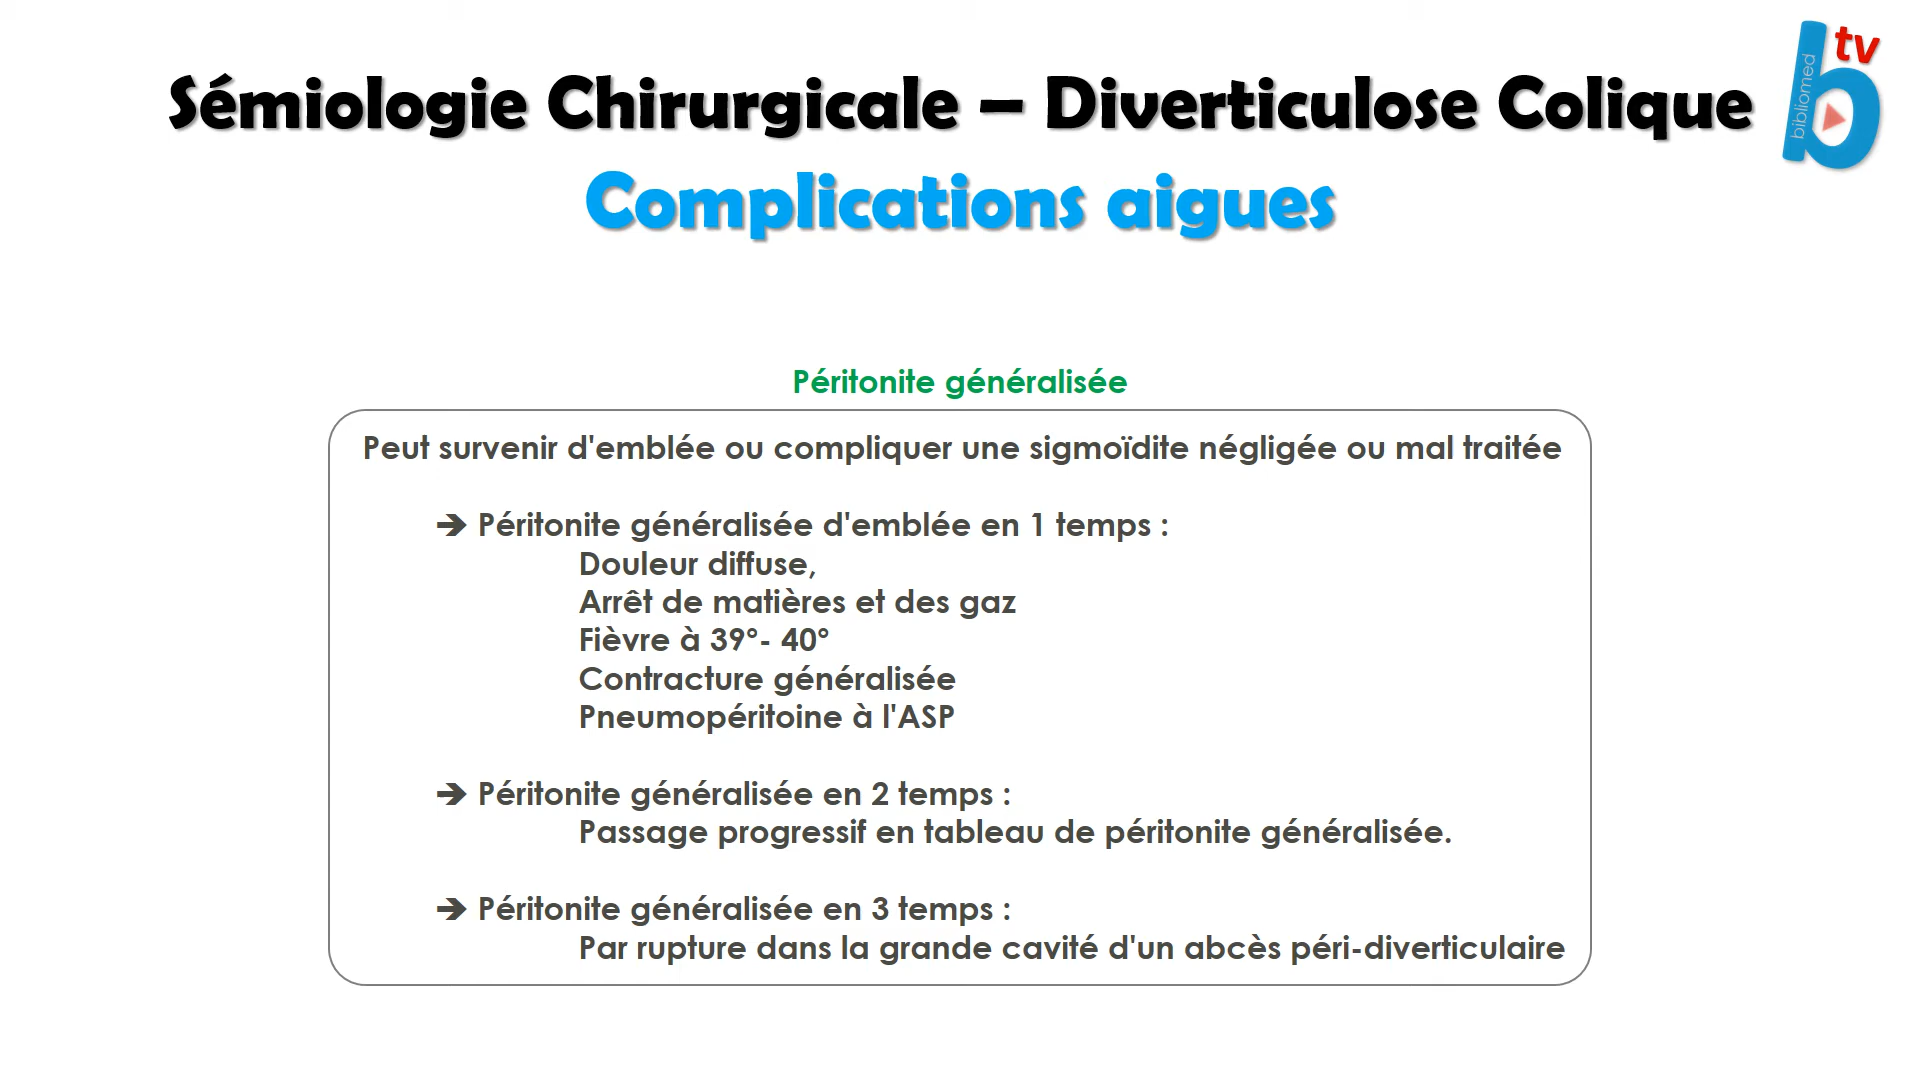 Sémiologie Chirurgicale – Diverticulose Colique
tv
bibliomed
Complications aigues
Péritonite généralisée
Peut survenir d'emblée ou compliquer une sigmoïdite négligée ou mal traitée
➔ Péritonite généralisée d'emblée en 1 temps :
Douleur diffuse,
Arrêt de matières et des gaz
Fièvre à 39°- 40°
Contracture généralisée
Pneumopéritoine à l'ASP
➔ Péritonite généralisée en 2 temps :
Passage progressif en tableau de péritonite généralisée.
➔ Péritonite généralisée en 3 temps :
Par rupture dans la grande cavité d'un abcès péri-diverticulaire